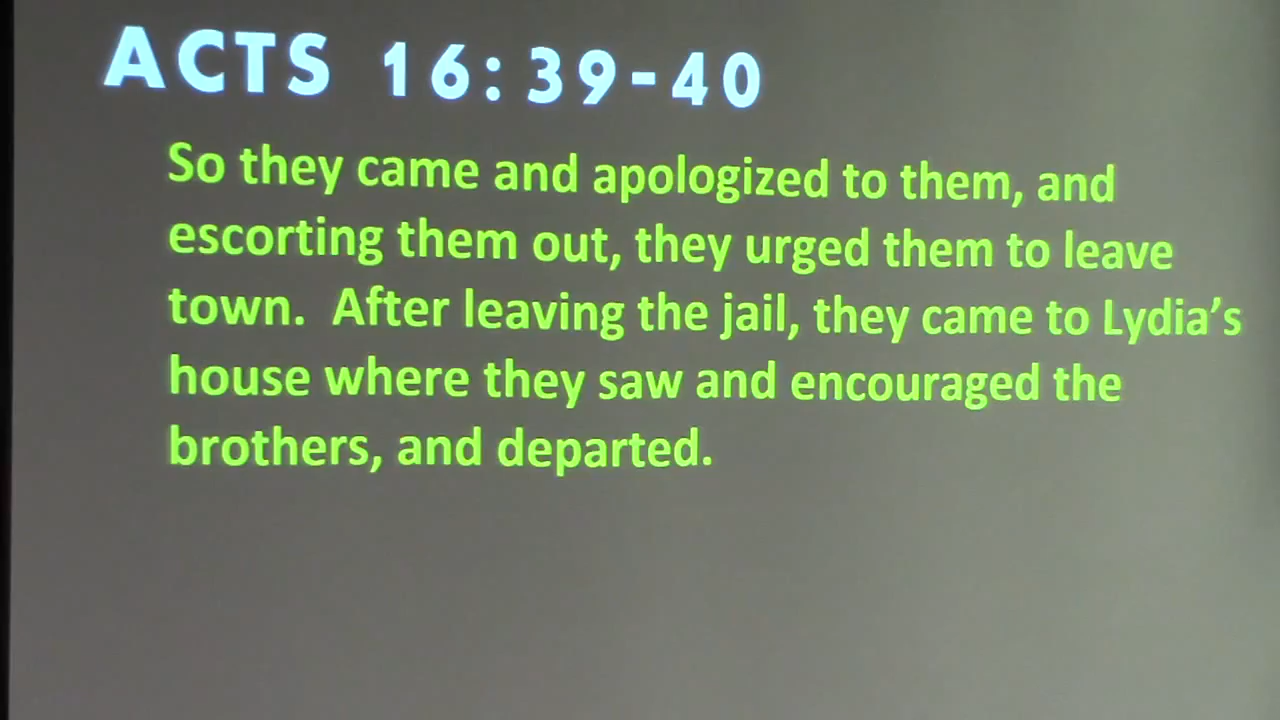 ACTS 16:39-40
So they came and apologized to them, and
escorting them out, they urged them to leave
town.  After leaving the jail, they came to Lydia’s
house where they saw and encouraged the
brothers, and departed.